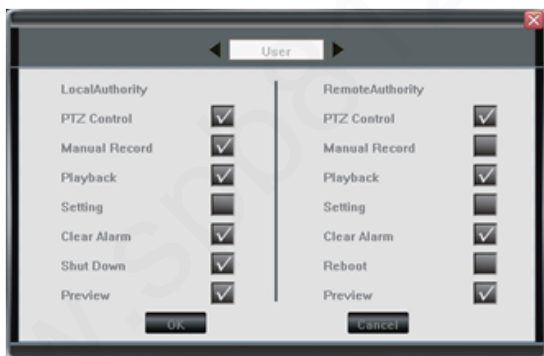 User
LocalAuthority
PTZ Control
Manual Record
Playback
Setting
Clear Alarm
Shut Down
Preview
RemoteAuthority
PTZ Control
Manual Record
Playback
Setting
Clear Alarm
Reboot
Preview
OK
Cancel